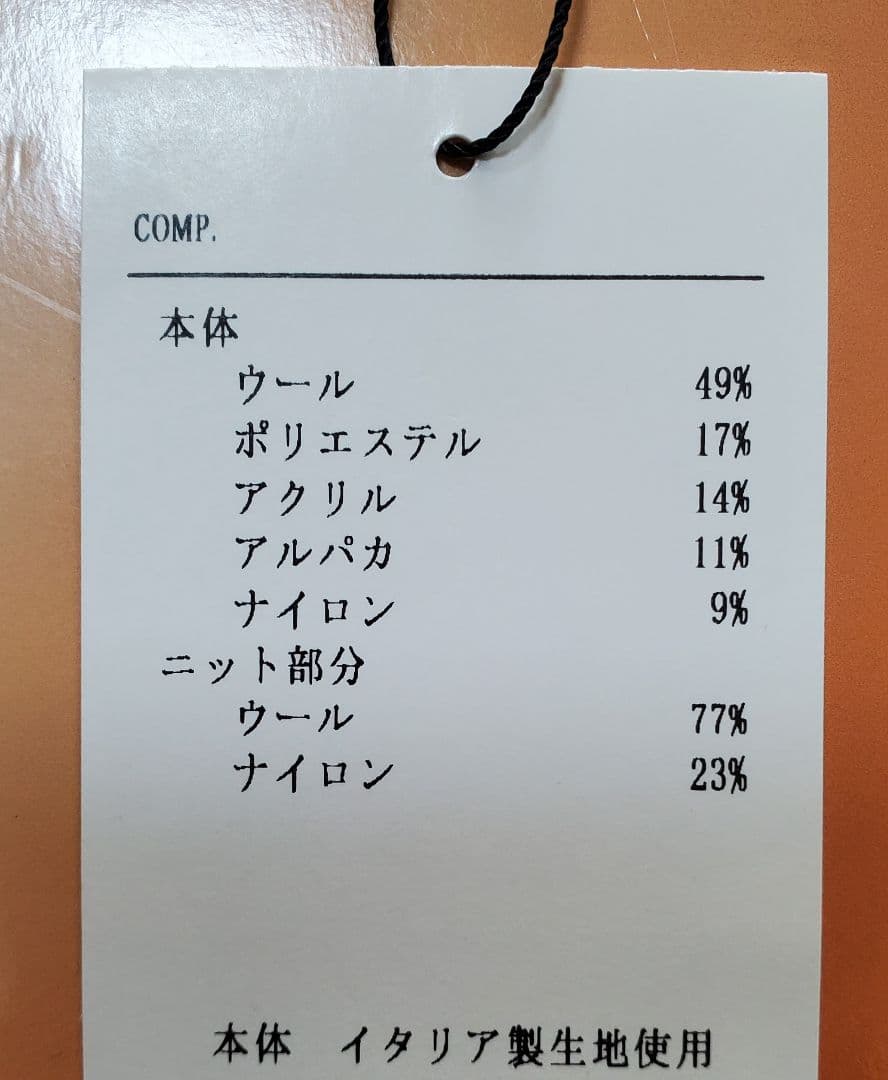 COMP.
本体
ウール 49%
ポリエステル 17%
アクリル 14%
アルパカ 11%
ナイロン 9%
ニット部分
ウール 77%
ナイロン 23%
本体 イタリア製生地使用